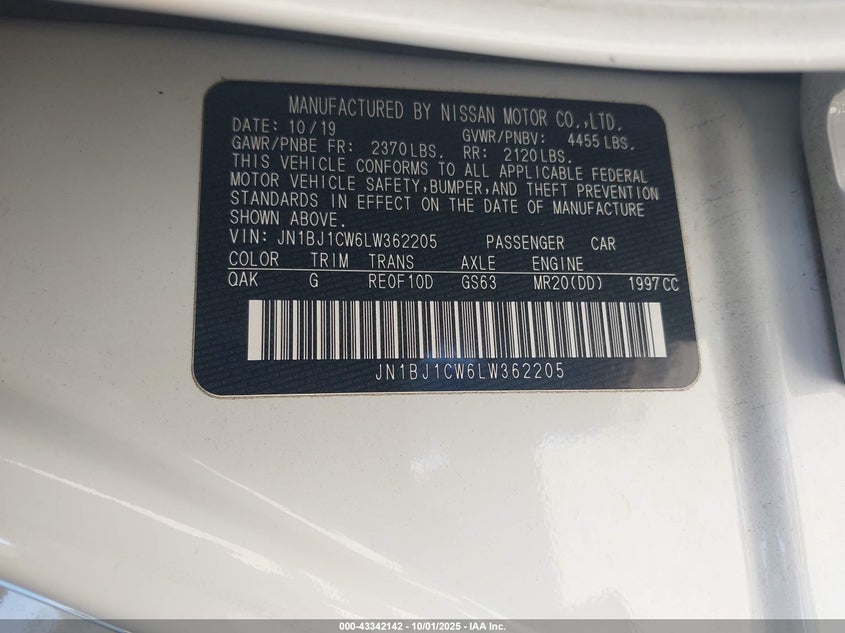 MANUFACTURED BY NISSAN MOTOR CO.,LTD.
DATE: 10/19 GVWR/PNBV: 4455 LBS.
GAWR/PNBE FR: 2370 LBS. RR: 2120 LBS.
THIS VEHICLE CONFORMS TO ALL APPLICABLE FEDERAL
MOTOR VEHICLE SAFETY, BUMPER, AND THEFT PREVENTION
STANDARDS IN EFFECT ON THE DATE OF MANUFACTURE
SHOWN ABOVE.
VIN: JN1BJ1CW6LW362205 PASSENGER CAR
COLOR TRIM TRANS AXLE ENGINE
QAK G RE0F10D GS63 MR20(DD) 1997CC
JN1BJ1CW6LW362205
000-43342142 - 10/01/2025 - IAA Inc.